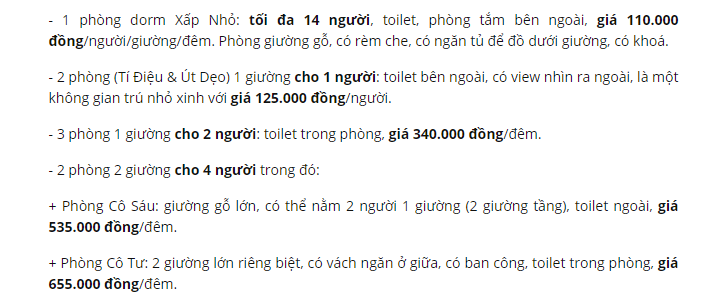 - 1 phòng dorm Xấp Nhỏ: tối đa 14 người, toilet, phòng tắm bên ngoài, giá 110.000
đồng/người/giường/đêm. Phòng giường gỗ, có rèm che, có ngăn tủ để đồ dưới giường, có khoá.
- 2 phòng (Tí Điệu & Út Dẹo) 1 giường cho 1 người: toilet bên ngoài, có view nhìn ra ngoài, là một
không gian trú nhỏ xinh với giá 125.000 đồng/người.
- 3 phòng 1 giường cho 2 người: toilet trong phòng, giá 340.000 đồng/đêm.
- 2 phòng 2 giường cho 4 người trong đó:
+ Phòng Cô Sáu: giường gỗ lớn, có thể nằm 2 người 1 giường (2 giường tầng), toilet ngoài, giá
535.000 đồng/đêm.
+ Phòng Cô Tư: 2 giường lớn riêng biệt, có vách ngăn ở giữa, có ban công, toilet trong phòng, giá
655.000 đồng/đêm.